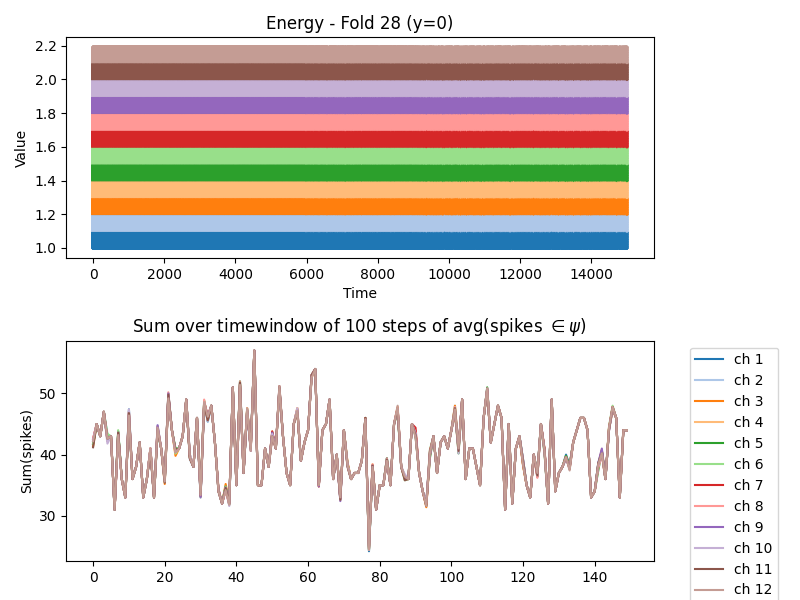 Energy - Fold 28 (y=0)
Value
2.2
2.0
1.8
1.6
1.4
1.2
1.0
0 2000 4000 6000 8000 10000 12000 14000
Time
Sum over timewindow of 100 steps of avg(spikes ∈ψ)
Sum(spikes)
50
40
30
0 20 40 60 80 100 120 140
ch 1
ch 2
ch 3
ch 4
ch 5
ch 6
ch 7
ch 8
ch 9
ch 10
ch 11
ch 12